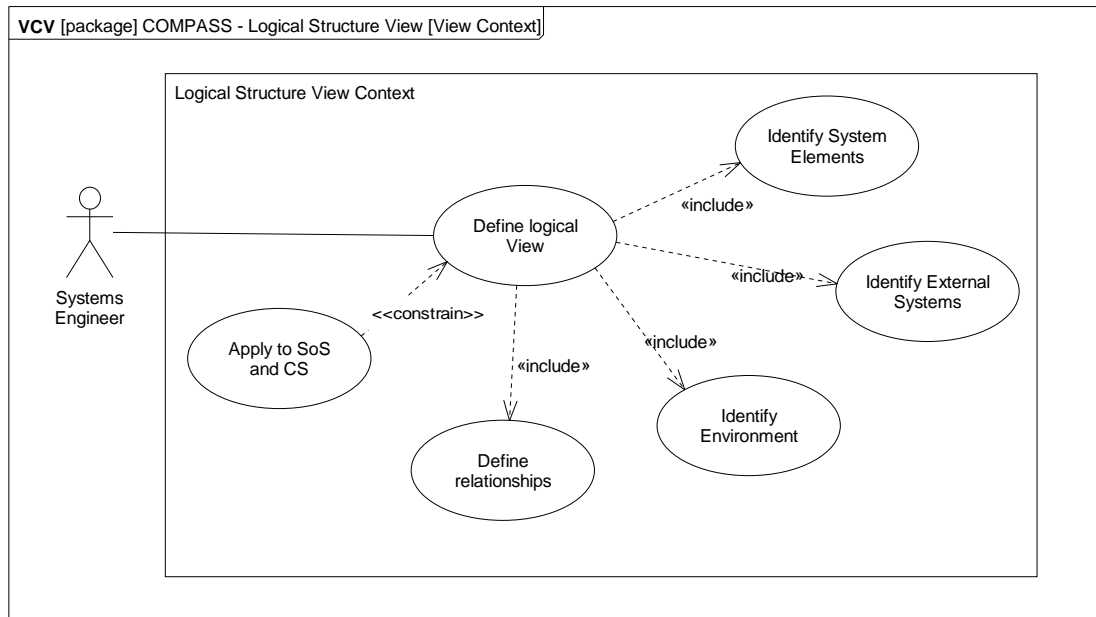 VCV [package] COMPASS - Logical Structure View [View Context]
Logical Structure View Context
Identify System
Elements
«include»
Define logical
View
Systems
Engineer
«include»
Identify External
Systems
<<constrain>>
Apply to SoS
and CS
«include»
«include»
Identify
Environment
Define
relationships